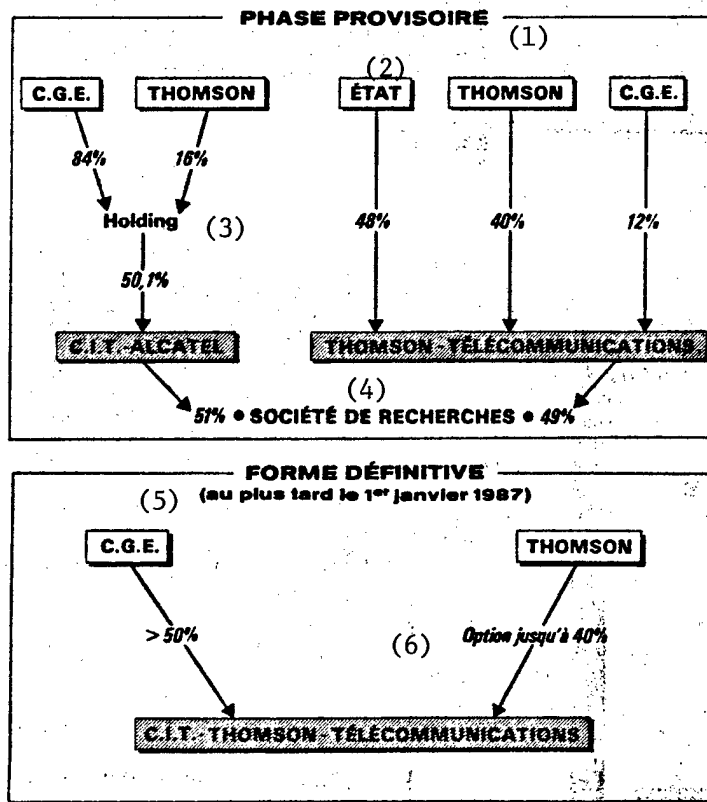 PHASE PROVISOIRE
(1)
(2)
C.G.E. THOMSON ÉTAT THOMSON C.G.E.
84% 16%
Holding (3) 48% 40% 12%
50,1%
C.I.T.-ALCATEL THOMSON-TÉLÉCOMMUNICATIONS
(4)
51% • SOCIÉTÉ DE RECHERCHES • 49%
FORME DÉFINITIVE
(5) (au plus tard le 1er janvier 1987)
C.G.E. THOMSON
> 50% (6) Option jusqu'à 40%
C.I.T.-THOMSON-TÉLÉCOMMUNICATIONS